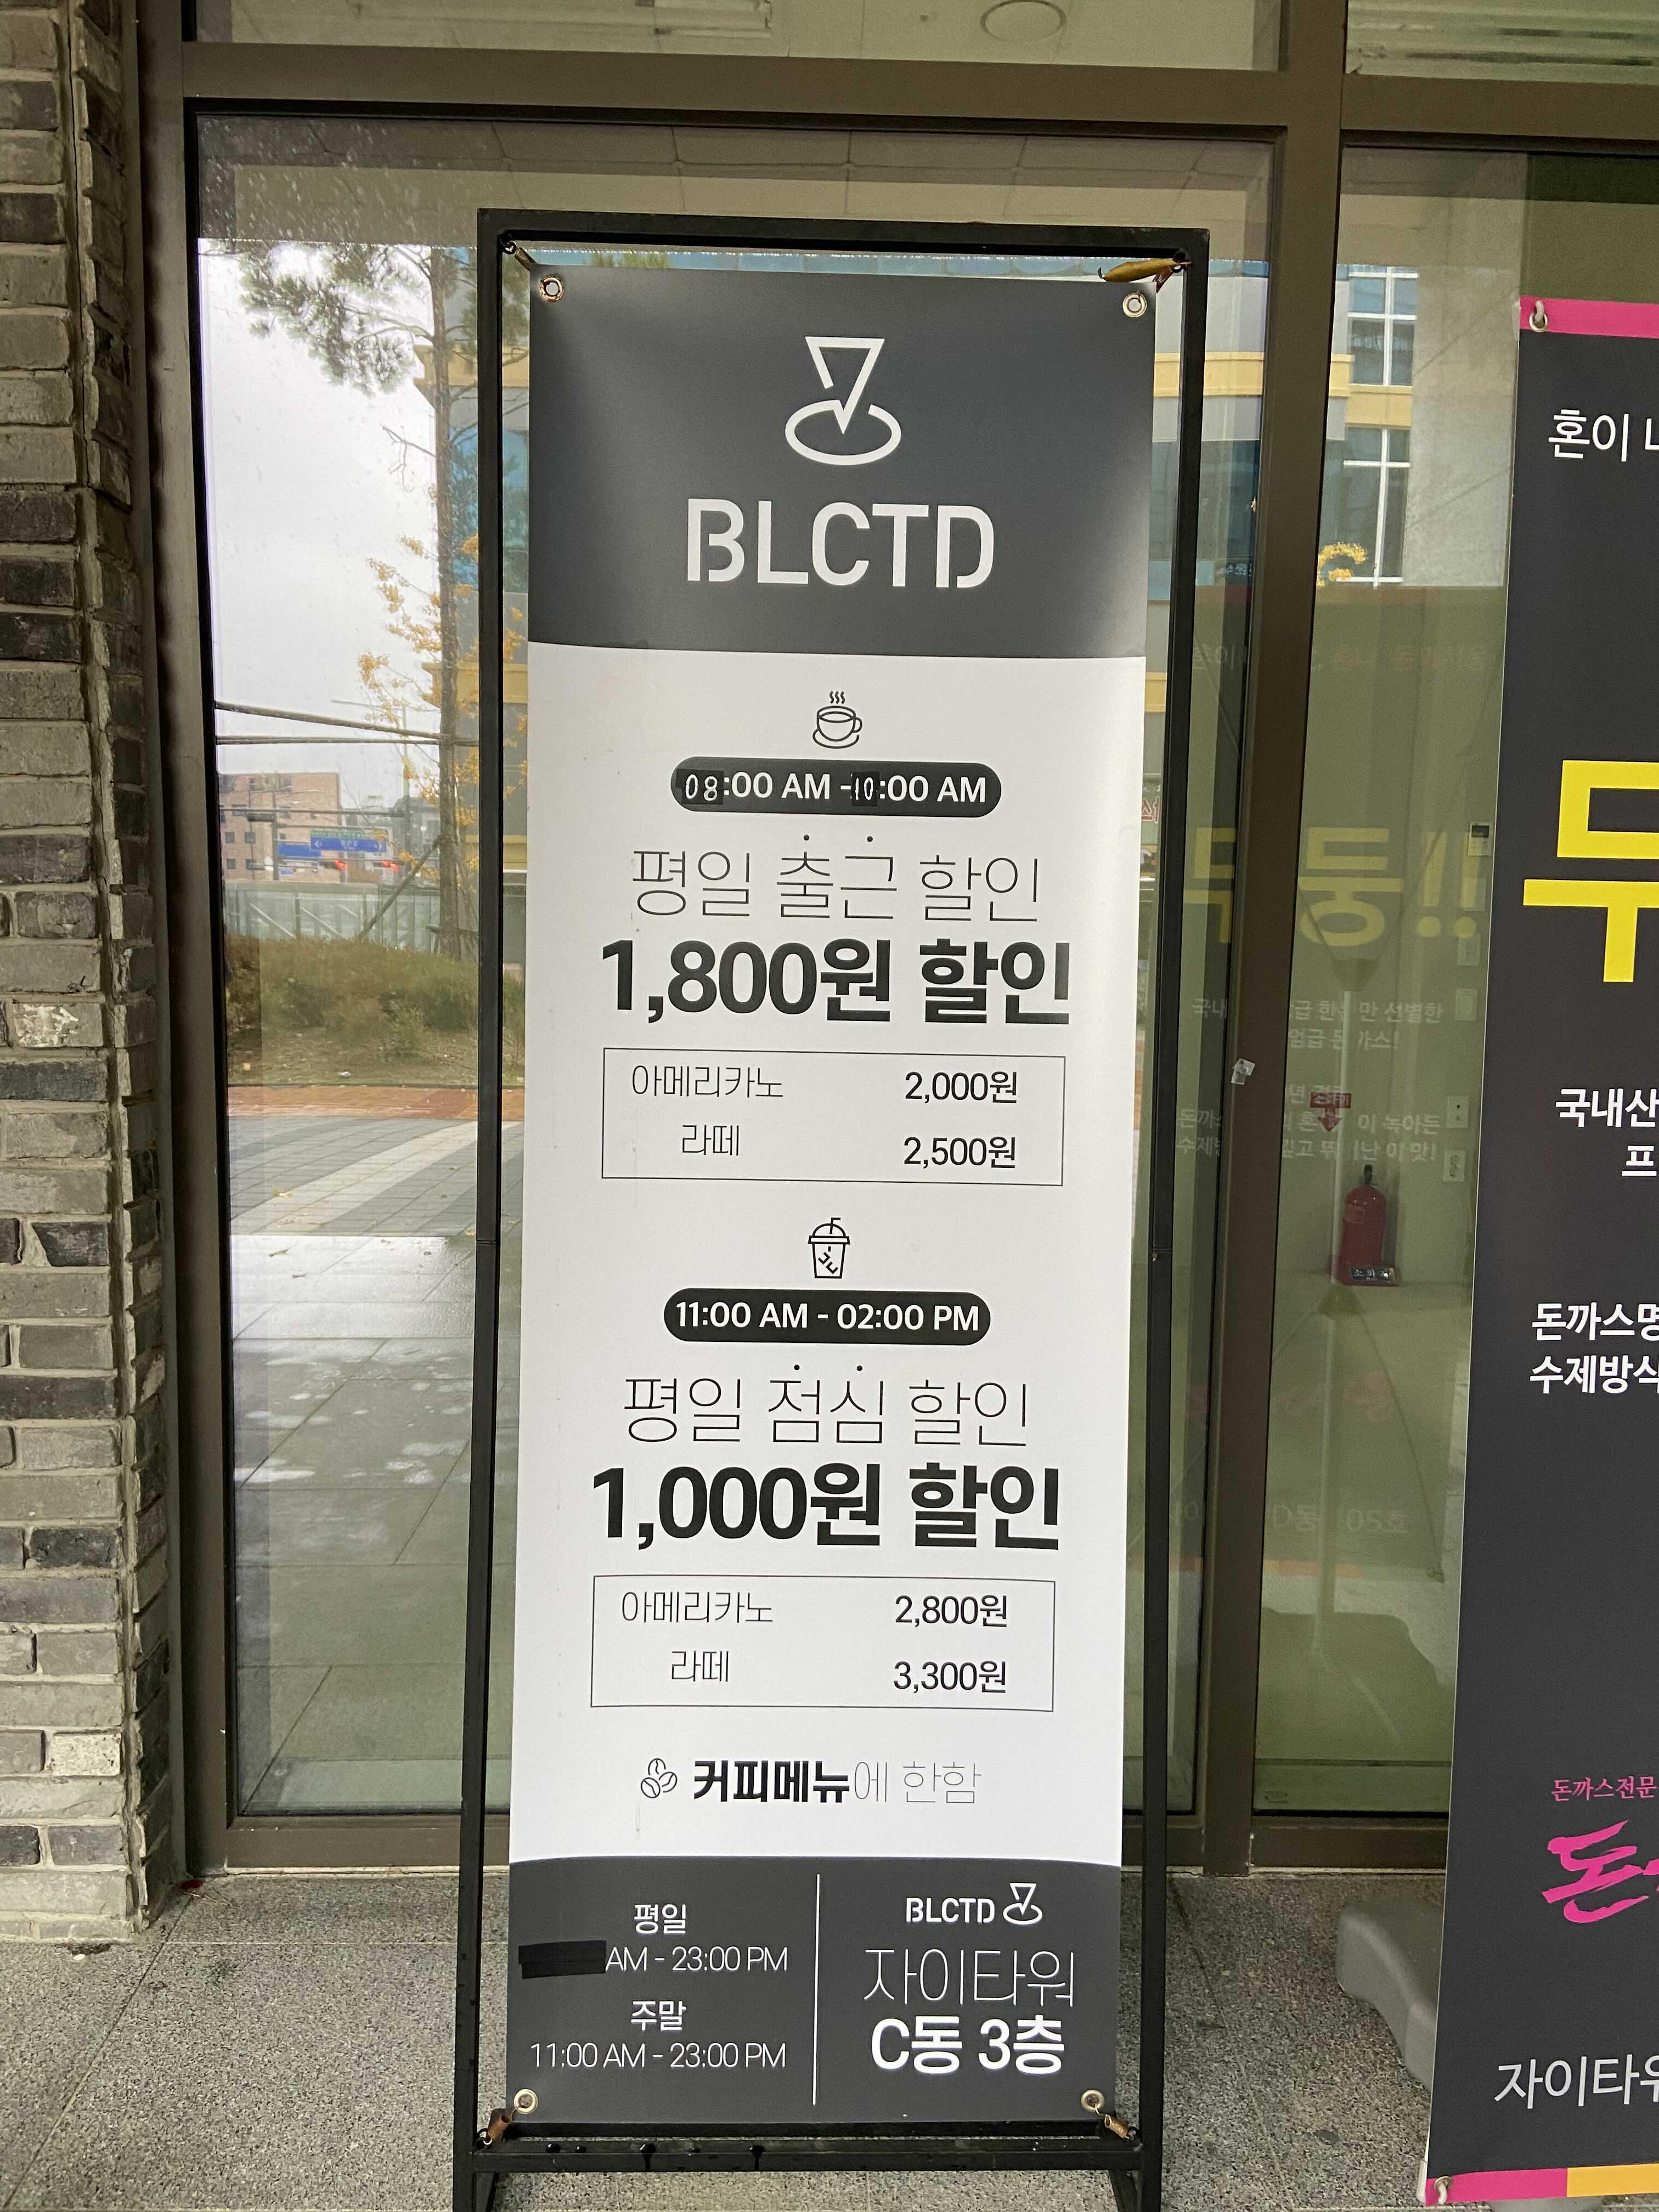 BLCTD
08:00 AM -10:00 AM
평일 출근 할인
1,800원 할인
아메리카노 2,000원
라떼 2,500원
11:00 AM - 02:00 PM
평일 점심 할인
1,000원 할인
아메리카노 2,800원
라떼 3,300원
커피메뉴에 한함
평일
AM - 23:00 PM
주말
11:00 AM - 23:00 PM
BLCTD
자이타워
C동 3층
혼이
국내산
프
돈까스명
수제방식
돈까스전문
자이타워